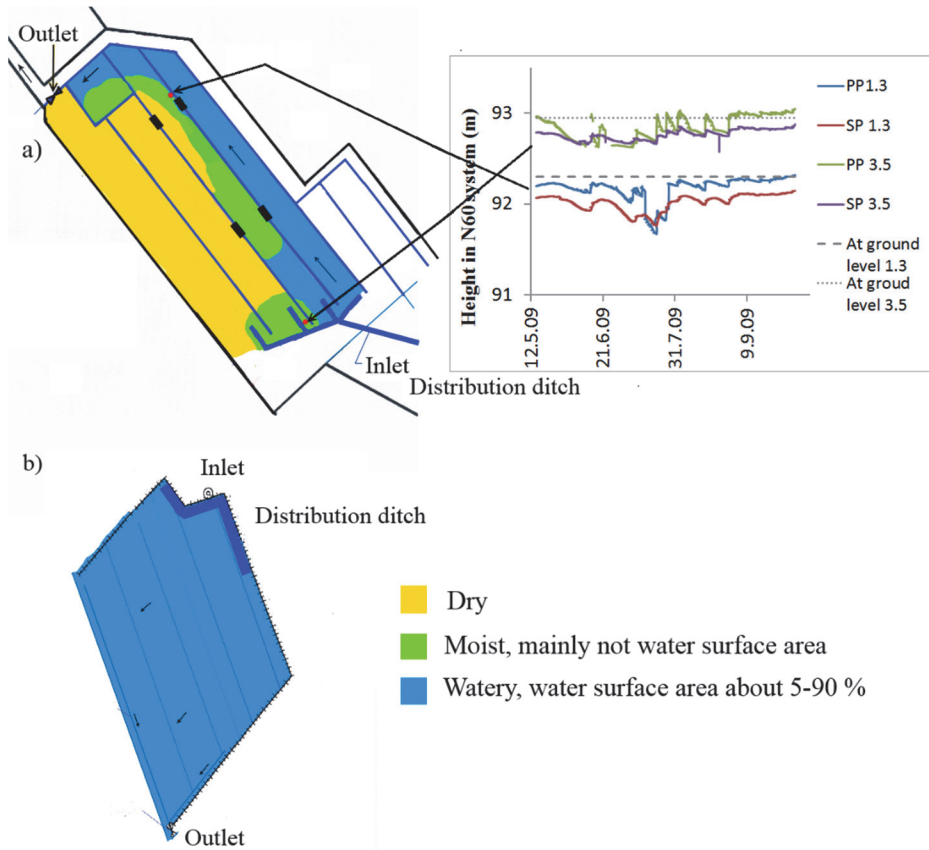 Outlet
a)
Inlet
Distribution ditch
Height in N60 system (m)
93
92
91
12.5.09
21.6.09
31.7.09
9.9.09
PP1.3
SP 1.3
PP 3.5
SP 3.5
At ground
level 1.3
At groud
level 3.5
b)
Inlet
Distribution ditch
Outlet
Dry
Moist, mainly not water surface area
Watery, water surface area about 5-90 %